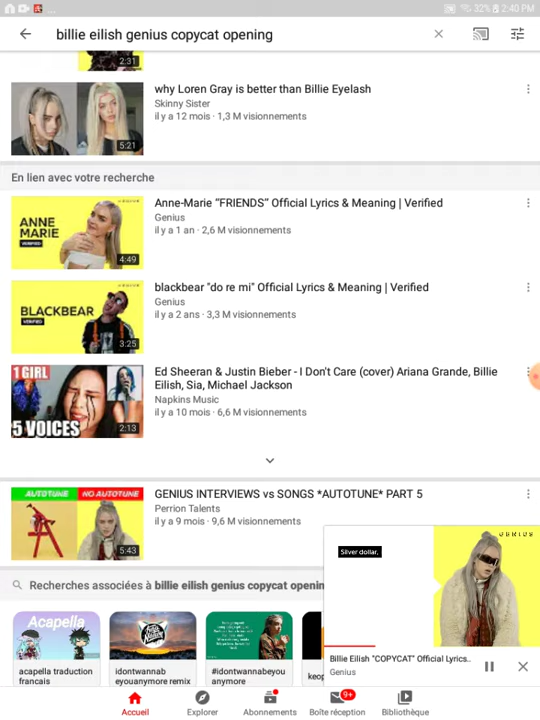 32% 2:40 PM
billie eilish genius copycat opening
2:31
why Loren Gray is better than Billie Eyelash
Skinny Sister
il y a 12 mois · 1,3 M visionnements
5:21
En lien avec votre recherche
Anne-Marie “FRIENDS” Official Lyrics & Meaning | Verified
Genius
il y a 1 an · 2,6 M visionnements
GENIUS
ANNE
MARIE
VERIFIED
4:49
blackbear "do re mi" Official Lyrics & Meaning | Verified
Genius
il y a 2 ans · 3,3 M visionnements
GENIUS
BLACKBEAR
VERIFIED
3:25
Ed Sheeran & Justin Bieber - I Don't Care (cover) Ariana Grande, Billie
Eilish, Sia, Michael Jackson
Napkins Music
il y a 10 mois · 6,6 M visionnements
1 GIRL
5 VOICES
2:13
AUTOTUNE NO AUTOTUNE
5:43
GENIUS INTERVIEWS vs SONGS *AUTOTUNE* PART 5
Perrion Talents
il y a 9 mois · 9,6 M visionnements
Silver dollar,
GENIUS
Billie Eilish "COPYCAT" Official Lyrics..
Genius
Recherches associées à billie eilish genius copycat openin
Acapella
acapella traduction
francais
idontwannab
eyouanymore remix
#idontwannabeyou
anymore
keop
Accueil
Explorer
Abonnements
9+
Boîte réception
Bibliothèque